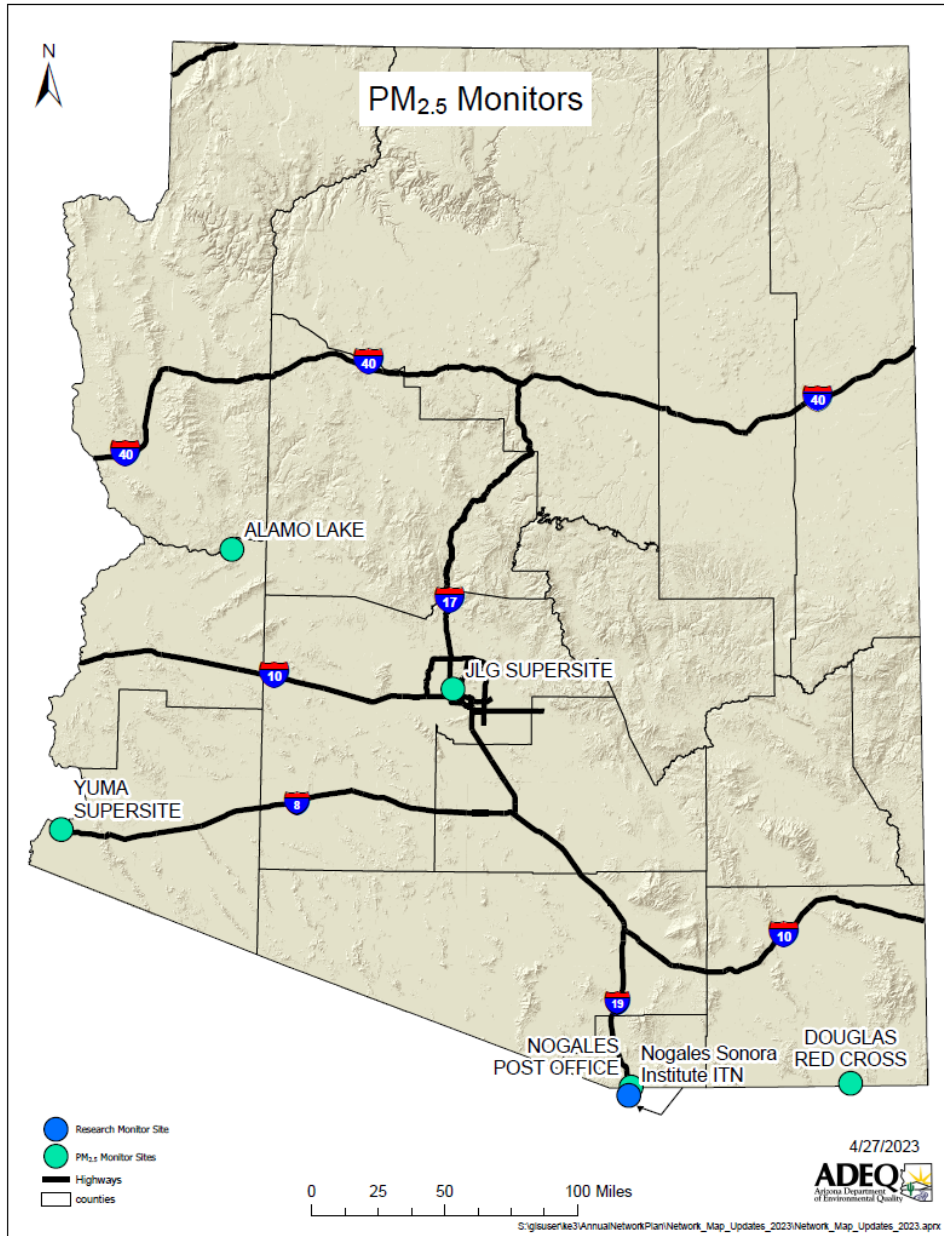 N
PM2.5 Monitors
40
40
40
ALAMO LAKE
17
JLG SUPERSITE
10
YUMA
SUPERSITE
8
10
19
NOGALES
POST OFFICE
Nogales Sonora
Institute ITN
DOUGLAS
RED CROSS
Research Monitor Site
PM2.5 Monitor Sites
Highways
counties
0 25 50 100 Miles
4/27/2023
ADEQ
Arizona Department
of Environmental Quality
S:\gisuser\ke3\AnnualNetworkPlan\Network_Map_Updates_2023\Network_Map_Updates_2023.aprx